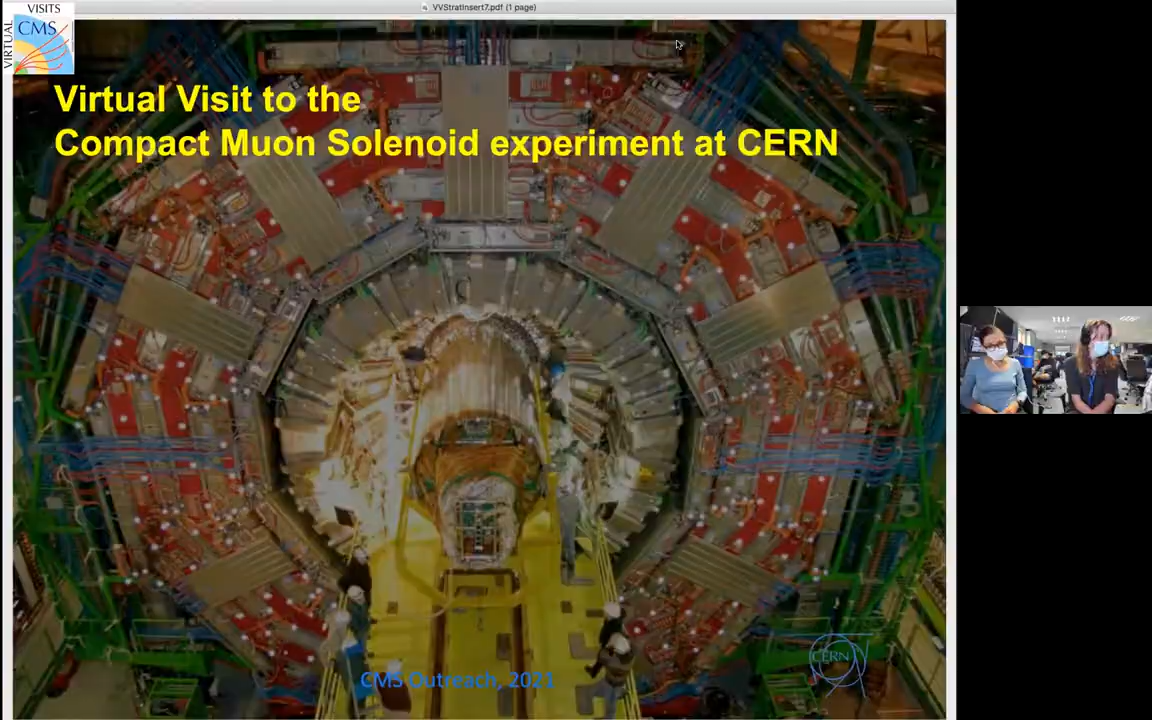 VVStratInsert7.pdf (1 page)
VISITS
VIRTUAL
CMS
Virtual Visit to the
Compact Muon Solenoid experiment at CERN
CERN
CMS Outreach, 2021